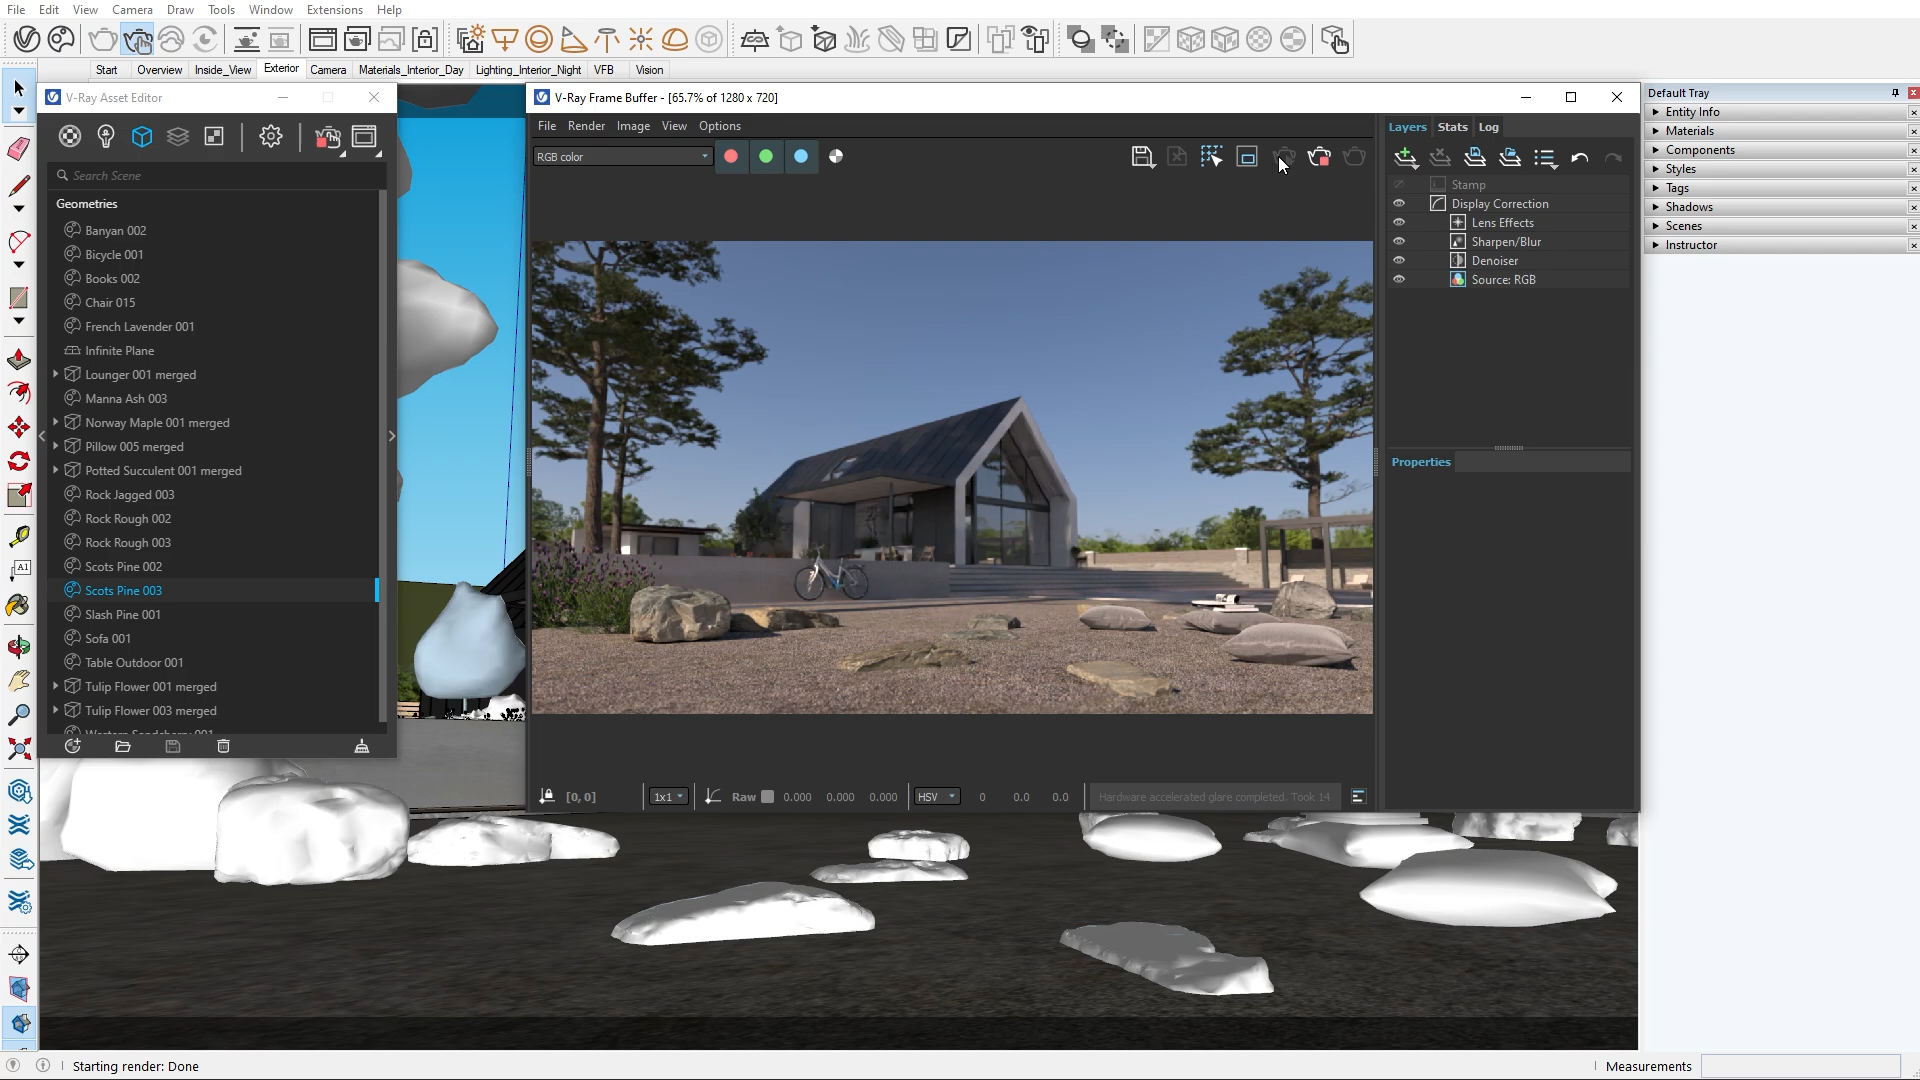 File Edit View Camera Draw Tools Window Extensions Help
Start Overview Inside_View Exterior Camera Materials_Interior_Day Lighting_Interior_Night VFB Vision
V-Ray Asset Editor
Search Scene
Geometries
Banyan 002
Bicycle 001
Books 002
Chair 015
French Lavender 001
Infinite Plane
Lounger 001 merged
Manna Ash 003
Norway Maple 001 merged
Pillow 005 merged
Potted Succulent 001 merged
Rock Jagged 003
Rock Rough 002
Rock Rough 003
Scots Pine 002
Scots Pine 003
Slash Pine 001
Sofa 001
Table Outdoor 001
Tulip Flower 001 merged
Tulip Flower 003 merged
V-Ray Frame Buffer - [65.7% of 1280 x 720]
File Render Image View Options
RGB color
[0, 0] 1x1 Raw 0.000 0.000 0.000 HSV 0 0.0 0.0 Hardware accelerated glare completed. Took 14
Layers Stats Log
Stamp
Display Correction
Lens Effects
Sharpen/Blur
Denoiser
Source: RGB
Properties
Default Tray
Entity Info
Materials
Components
Styles
Tags
Shadows
Scenes
Instructor
A1
Starting render: Done
Measurements